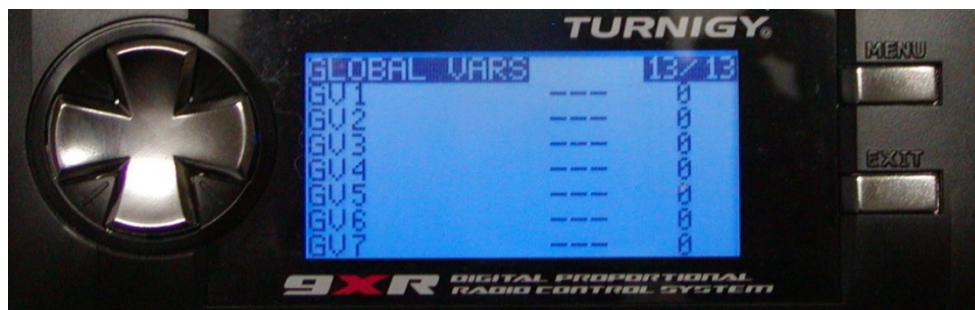 TURNIGY®
MENU
GLOBAL VARS 13/13
GV1 --- 0
GV2 --- 0
GV3 --- 0
GV4 --- 0
EXIT
GV5 --- 0
GV6 --- 0
GV7 --- 0
9XR DIGITAL PROPORTIONAL
RADIO CONTROL SYSTEM